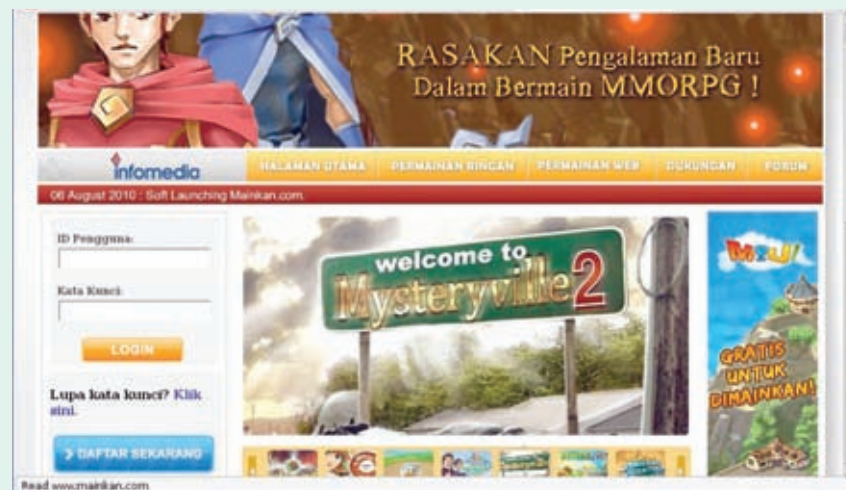 RASAKAN Pengalaman Baru
Dalam Bermain MMORPG !
infomedia
HALAMAN UTAMA PERMAINAN RINGAN PERMAINAN WEB DUKUNGAN FORUM
06 August 2010 : Soft Launching Mainkan.com.
ID Pengguna:
Kata Kunci:
LOGIN
Lupa kata kunci? Klik
sini.
DAFTAR SEKARANG
welcome to
Mysteryville 2
GRATIS
UNTUK
DIMAINKAN!
Read www.mainkan.com